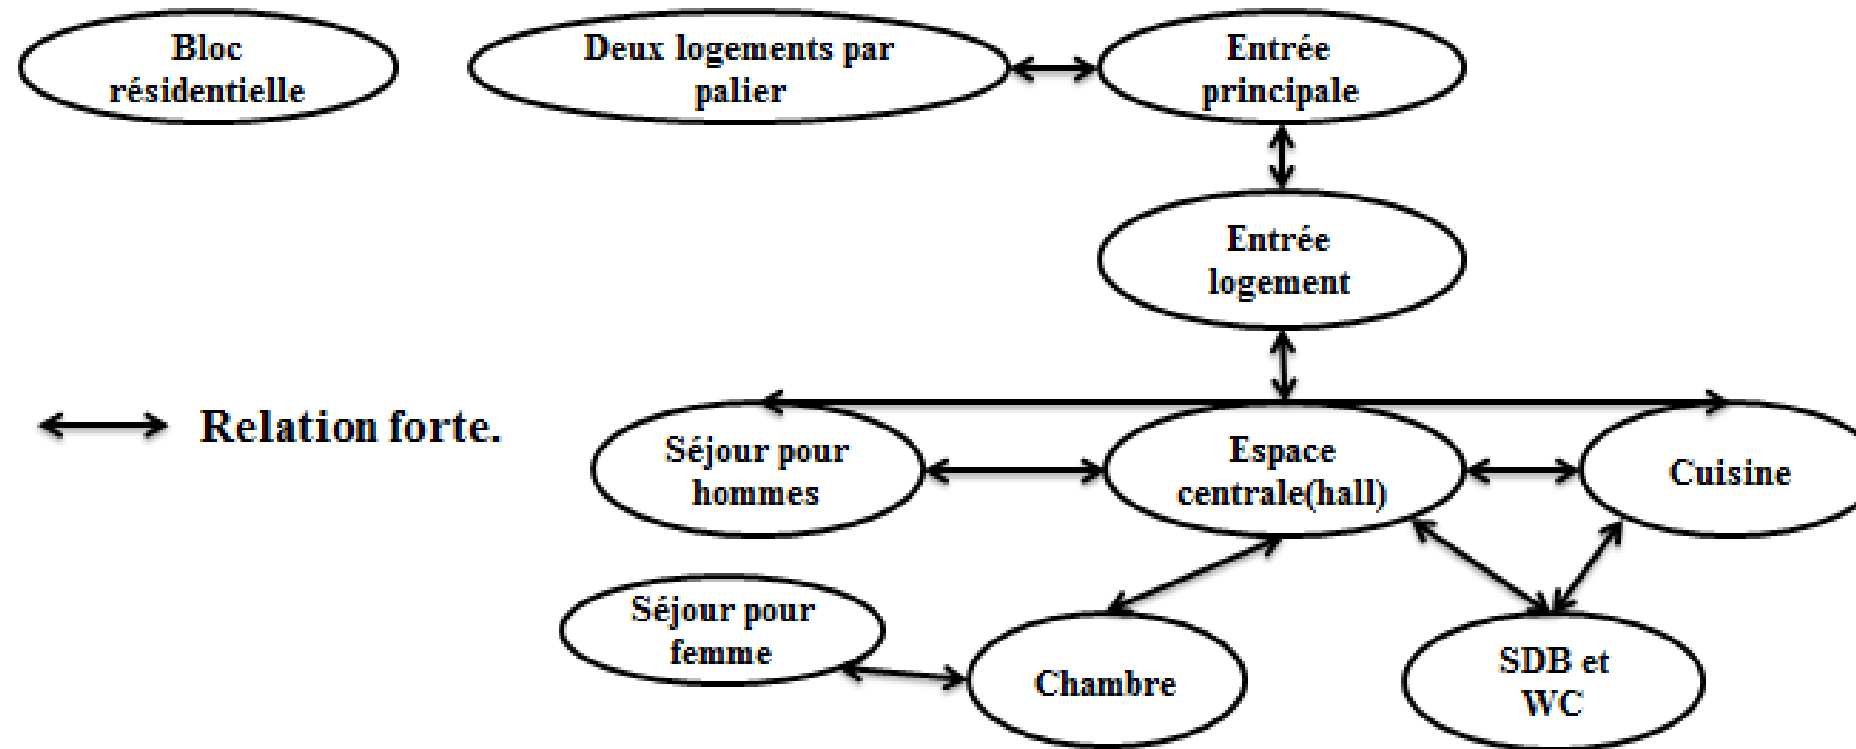 Bloc
résidentielle
Deux logements par
palier
Entrée
principale
Entrée
logement
Relation forte.
Séjour pour
hommes
Espace
centrale(hall)
Cuisine
Séjour pour
femme
Chambre
SDB et
WC